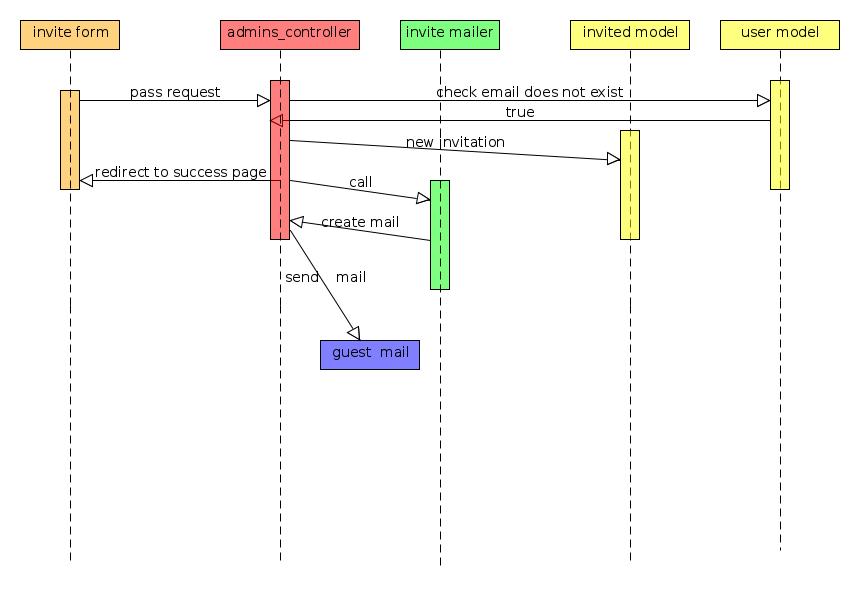 invite form
admins_controller
invite mailer
invited model
user model
pass request
check email does not exist
true
new invitation
redirect to success page
call
create mail
send mail
guest mail